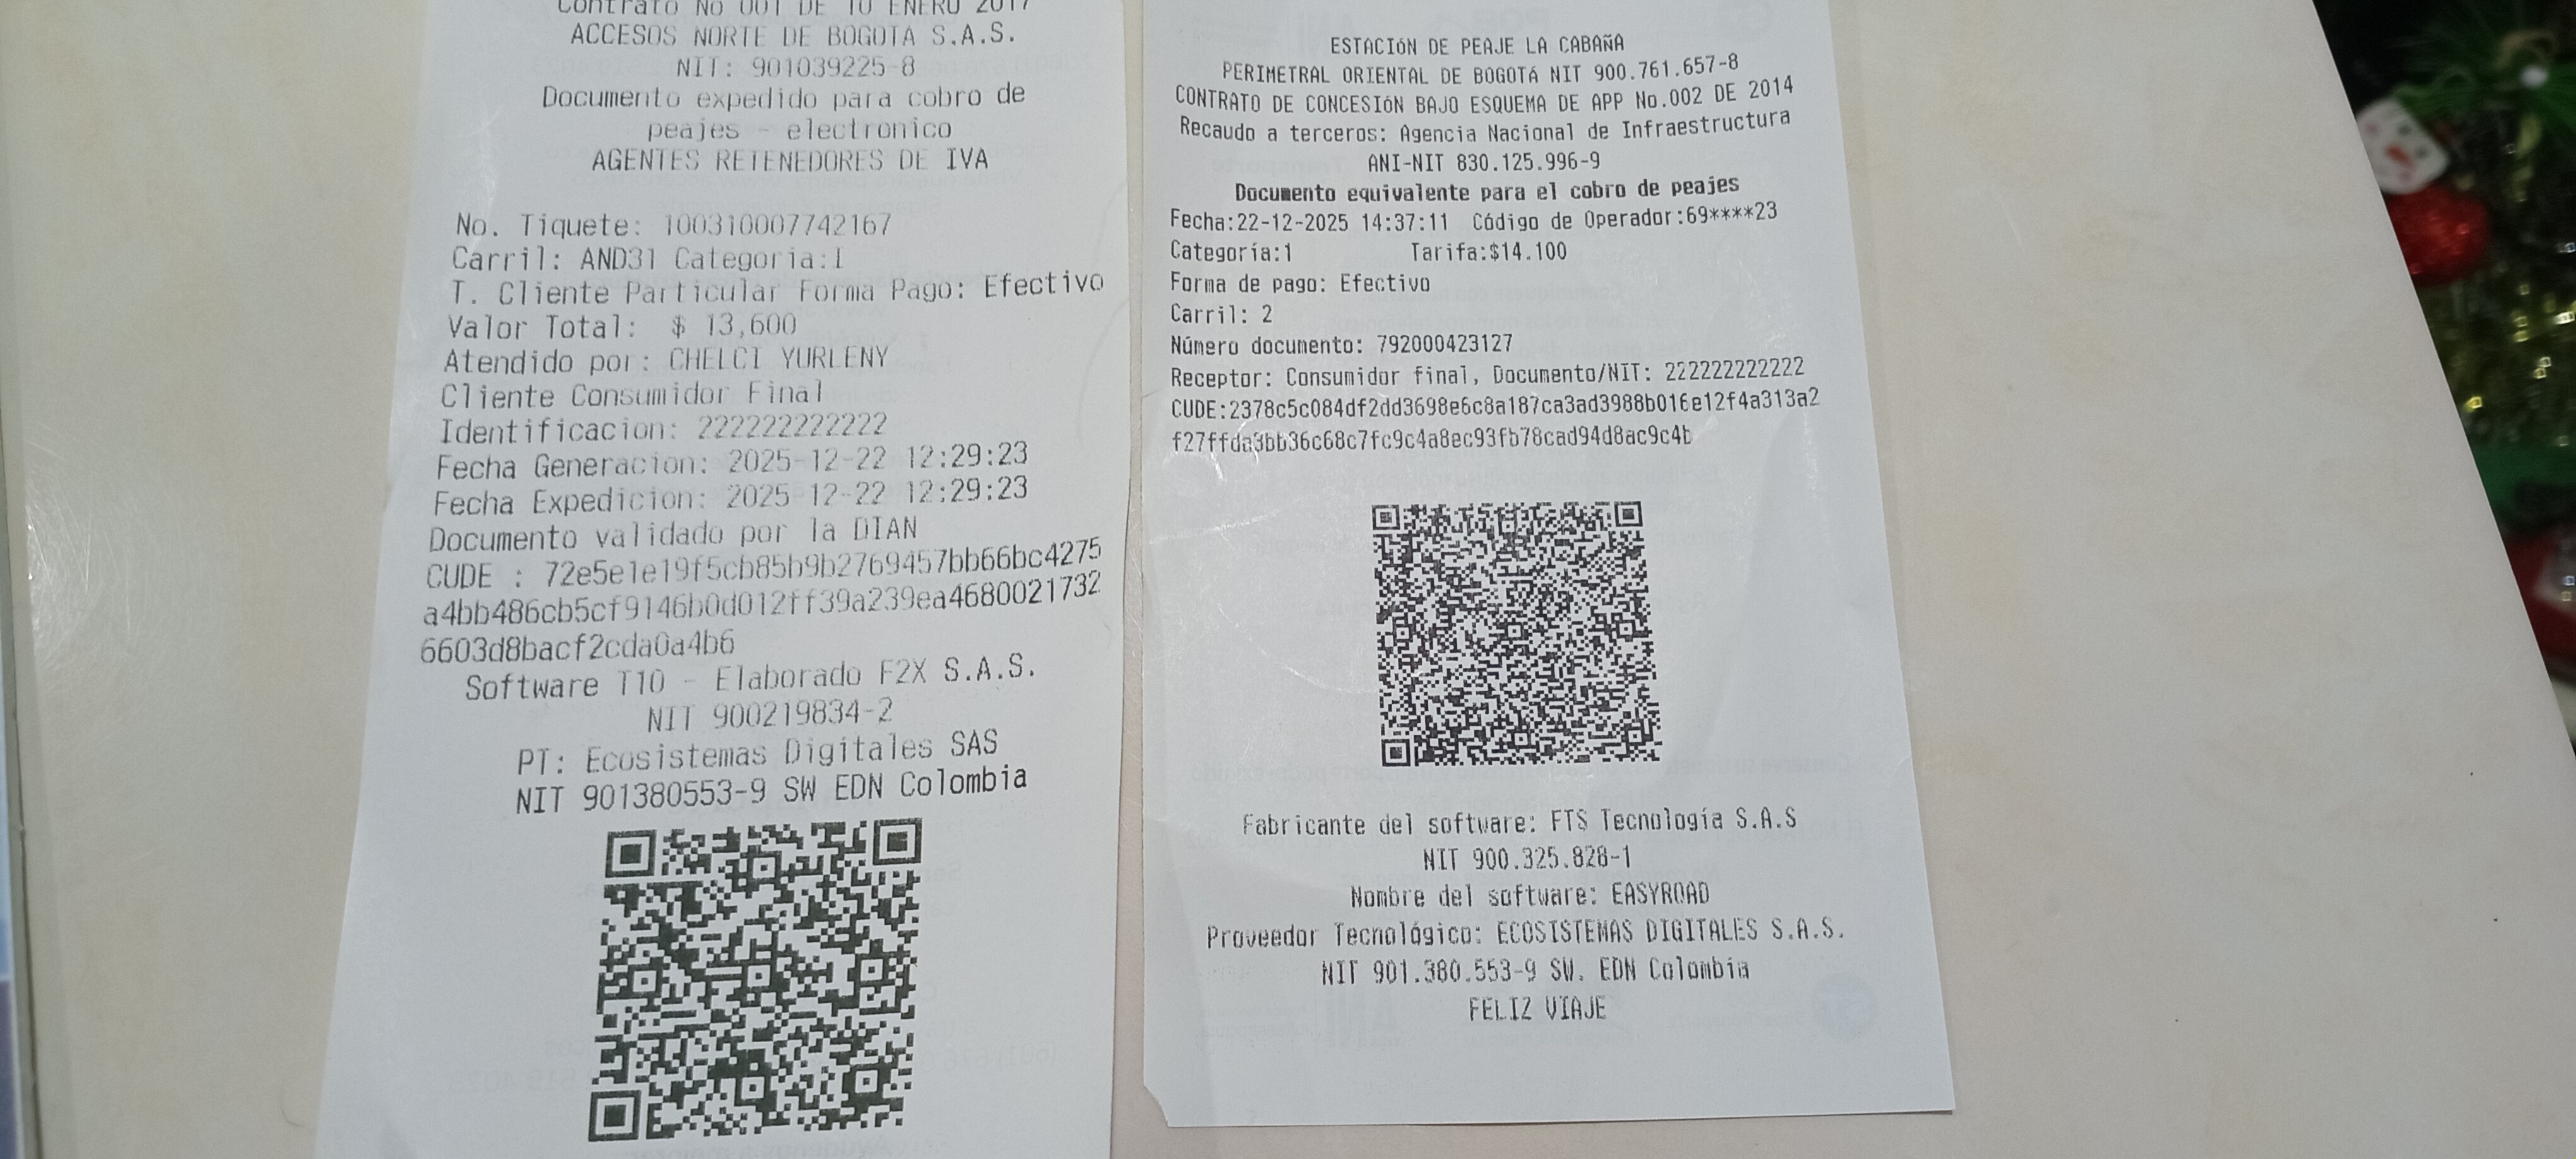 Contrato No 001 DE 10 ENERO 2017
ACCESOS NORTE DE BOGOTA S.A.S.
NIT: 901039225-8
Documento expedido para cobro de
peajes - electronico
AGENTES RETENEDORES DE IVA
No. Tiquete: 100310007742167
Carril: AND31 Categoria:I
T. Cliente Particular Forma Pago: Efectivo
Valor Total: $ 13,600
Atendido por: CHELCI YURLENY
Cliente Consumidor Final
Identificacion: 222222222222
Fecha Generacion: 2025-12-22 12:29:23
Fecha Expedicion: 2025-12-22 12:29:23
Documento validado por la DIAN
CUDE : 72e5e1e19f5cb85b9b2769457bb66bc4275
a4bb486cb5cf9146b0d012ff39a239ea4680021732
6603d8bacf2cda0a4b6
Software T10 - Elaborado F2X S.A.S.
NIT 900219834-2
PT: Ecosistemas Digitales SAS
NIT 901380553-9 SW EDN Colombia
ESTACIÓN DE PEAJE LA CABAÑA
PERIMETRAL ORIENTAL DE BOGOTÁ NIT 900.761.657-8
CONTRATO DE CONCESIÓN BAJO ESQUEMA DE APP No.002 DE 2014
Recaudo a terceros: Agencia Nacional de Infraestructura
ANI-NIT 830.125.996-9
Documento equivalente para el cobro de peajes
Fecha:22-12-2025 14:37:11 Código de Operador:69****23
Categoría:1 Tarifa:$14.100
Forma de pago: Efectivo
Carril: 2
Número documento: 792000423127
Receptor: Consumidor final, Documento/NIT: 222222222222
CUDE:2378c5c084df2dd3698e6c8a187ca3ad3988b016e12f4a313a2
f27ffda3bb36c68c7fc9c4a8ec93fb78cad94d8ac9c4b
Fabricante del software: FTS Tecnología S.A.S
NIT 900.325.828-1
Nombre del software: EASYROAD
Proveedor Tecnológico: ECOSISTEMAS DIGITALES S.A.S.
NIT 901.380.553-9 SW. EDN Colombia
FELIZ VIAJE